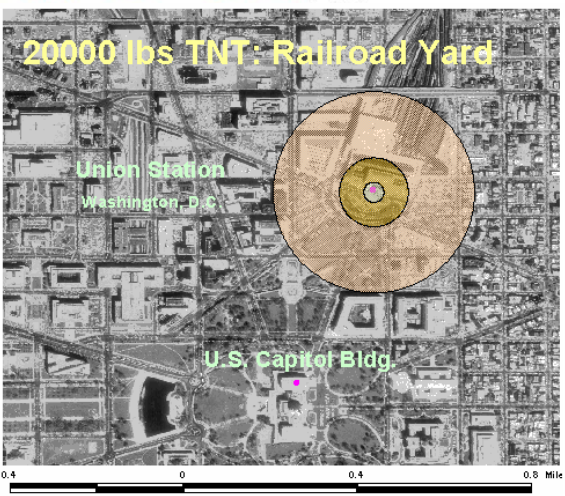 20000 lbs TNT: Railroad Yard
Union Station
Washington, D.C.
U.S. Capitol Bldg.
0.4 0 0.4 0.8 Mile